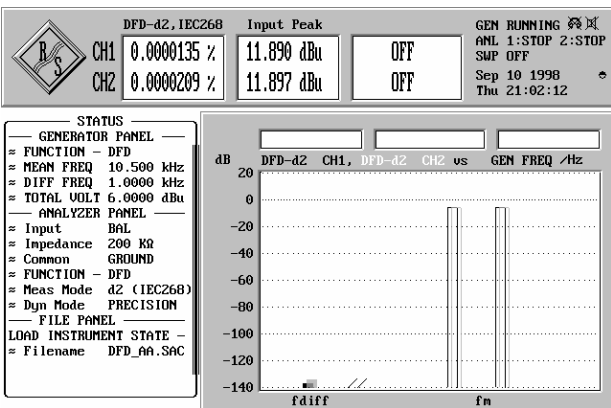 DFD-d2,IEC268 Input Peak GEN RUNNING
R S CH1 0.0000135 % 11.890 dBu OFF ANL 1:STOP 2:STOP
SWP OFF
CH2 0.0000209 % 11.897 dBu OFF Sep 10 1998
Thu 21:02:12
STATUS
GENERATOR PANEL
≈ FUNCTION – DFD
≈ MEAN FREQ 10.500 kHz
≈ DIFF FREQ 1.0000 kHz
≈ TOTAL VOLT 6.0000 dBu
ANALYZER PANEL
≈ Input BAL
≈ Impedance 200 KΩ
≈ Common GROUND
≈ FUNCTION – DFD
≈ Meas Mode d2 (IEC268)
≈ Dyn Mode PRECISION
FILE PANEL
LOAD INSTRUMENT STATE –
≈ Filename DFD_AA.SAC
dB DFD-d2 CH1, DFD-d2 CH2 vs GEN FREQ /Hz
20
0
-20
-40
-60
-80
-100
-120
-140
fdiff fm